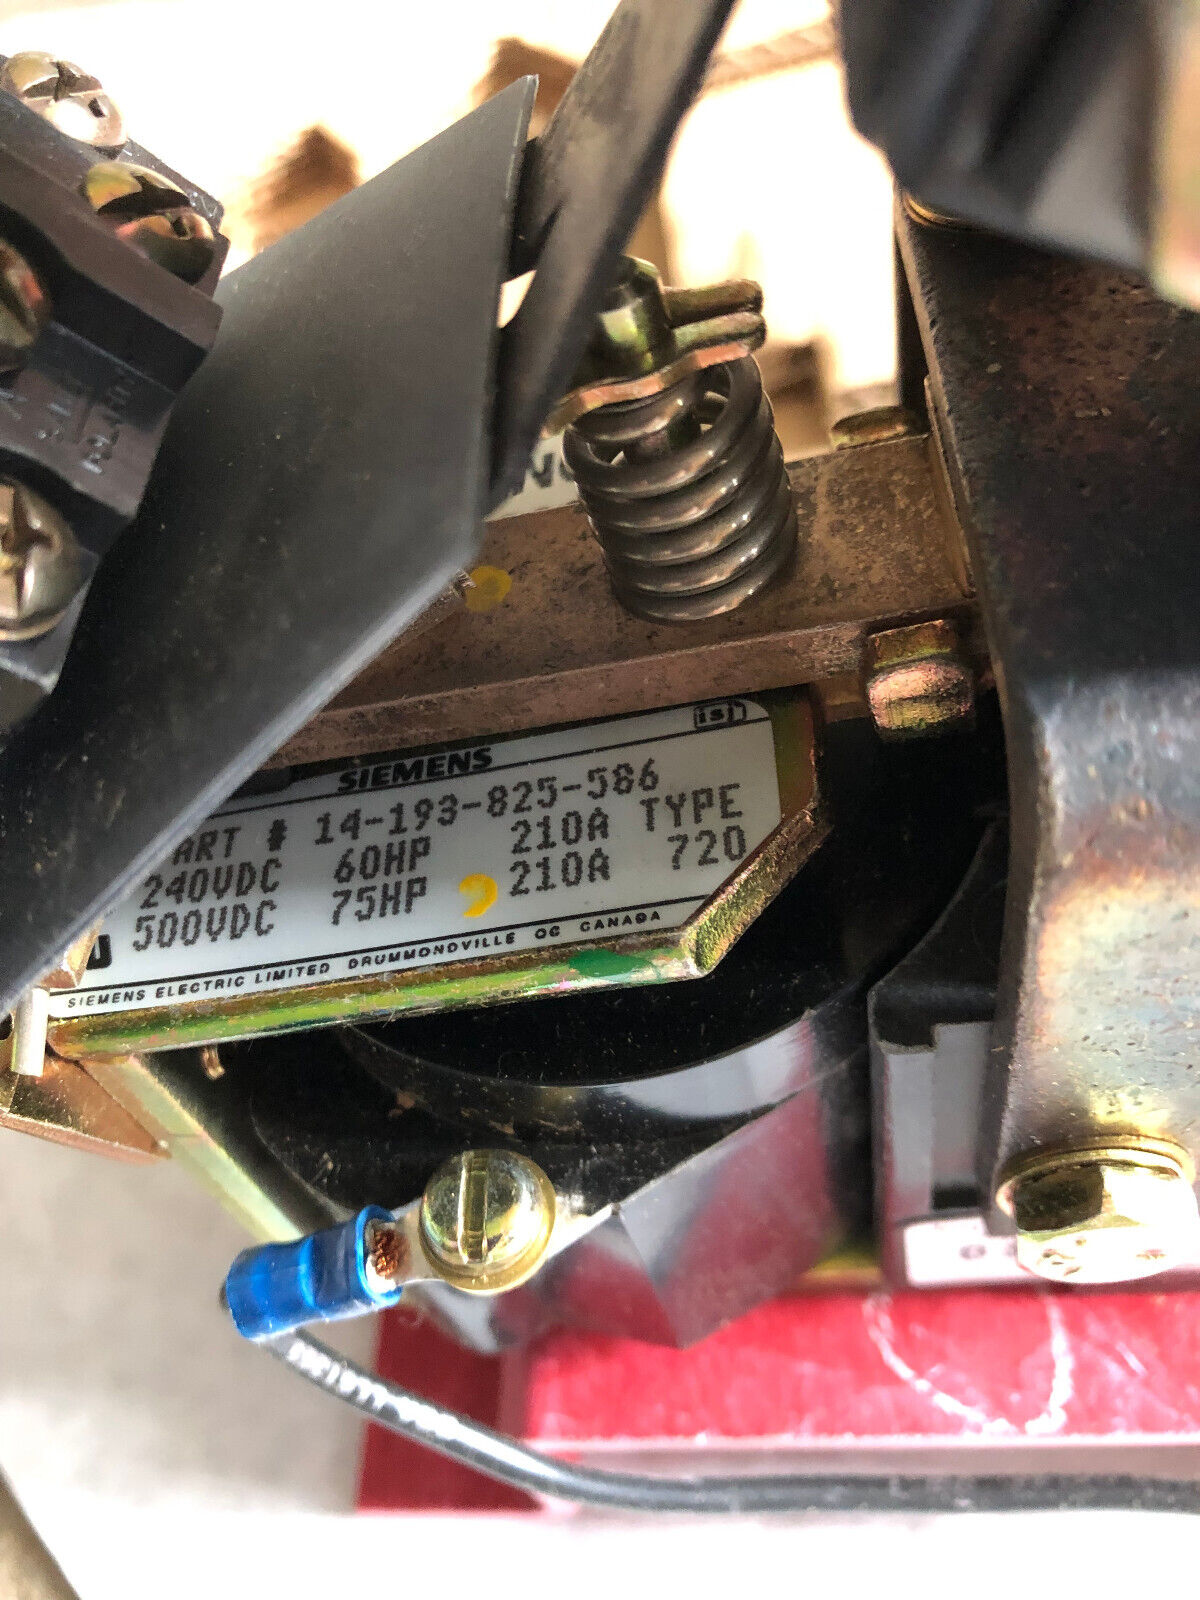 isj
SIEMENS
ART # 14-193-825-586
240VDC 60HP 210A TYPE
500VDC 75HP 210A 720
SIEMENS ELECTRIC LIMITED DRUMMONDVILLE QC CANADA